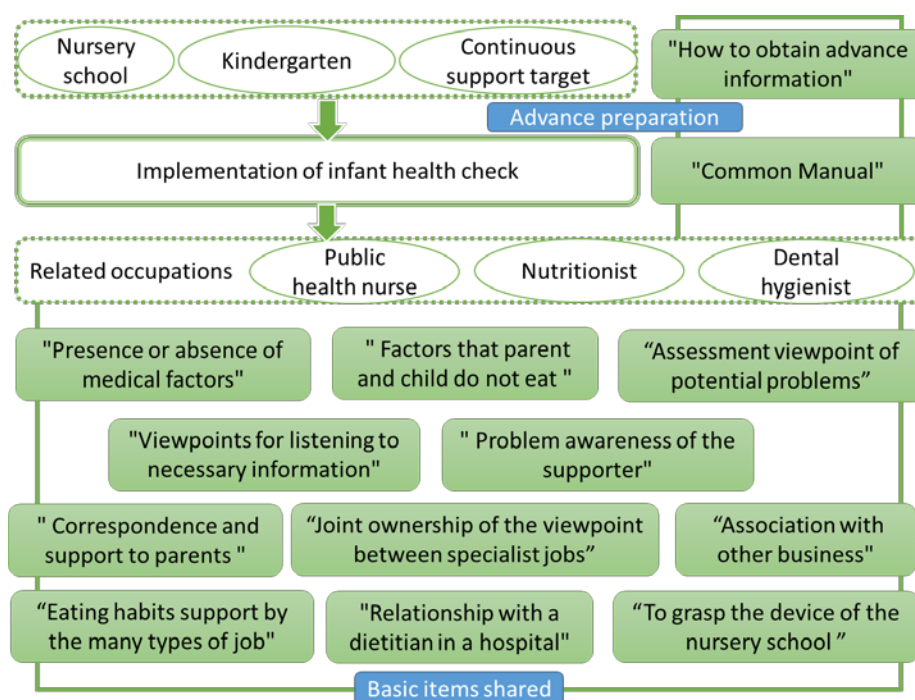 Nursery
school
Kindergarten
Continuous
support target
"How to obtain advance
information"
Advance preparation
Implementation of infant health check
"Common Manual"
Related occupations
Public
health nurse
Nutritionist
Dental
hygienist
"Presence or absence of
medical factors"
" Factors that parent
and child do not eat "
“Assessment viewpoint of
potential problems”
"Viewpoints for listening to
necessary information"
" Problem awareness of the
supporter"
" Correspondence and
support to parents "
“Joint ownership of the viewpoint
between specialist jobs”
“Association with
other business"
“Eating habits support by
the many types of job"
"Relationship with a
dietitian in a hospital"
“To grasp the device of the
nursery school ”
Basic items shared